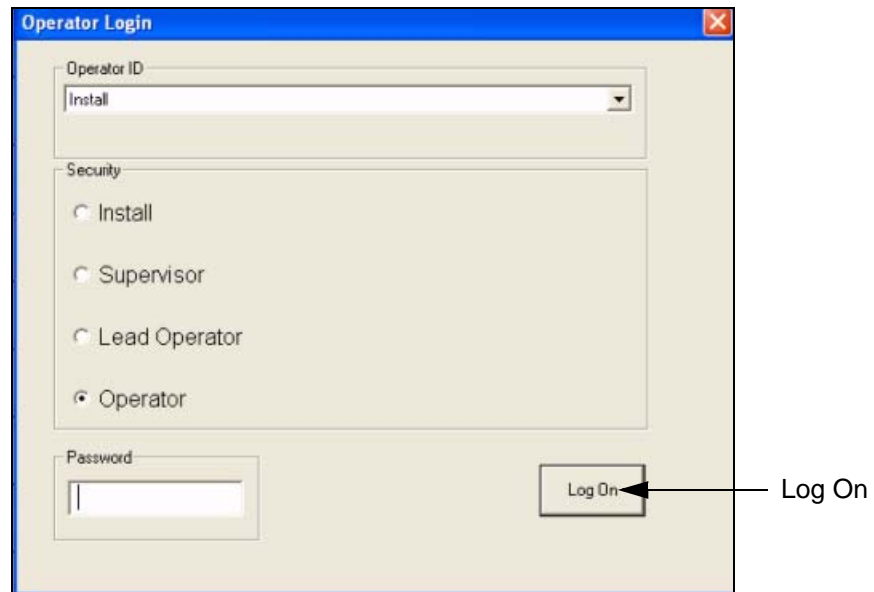 Operator Login
Operator ID
Install
Security
Install
Supervisor
Lead Operator
Operator
Password
Log On
Log On